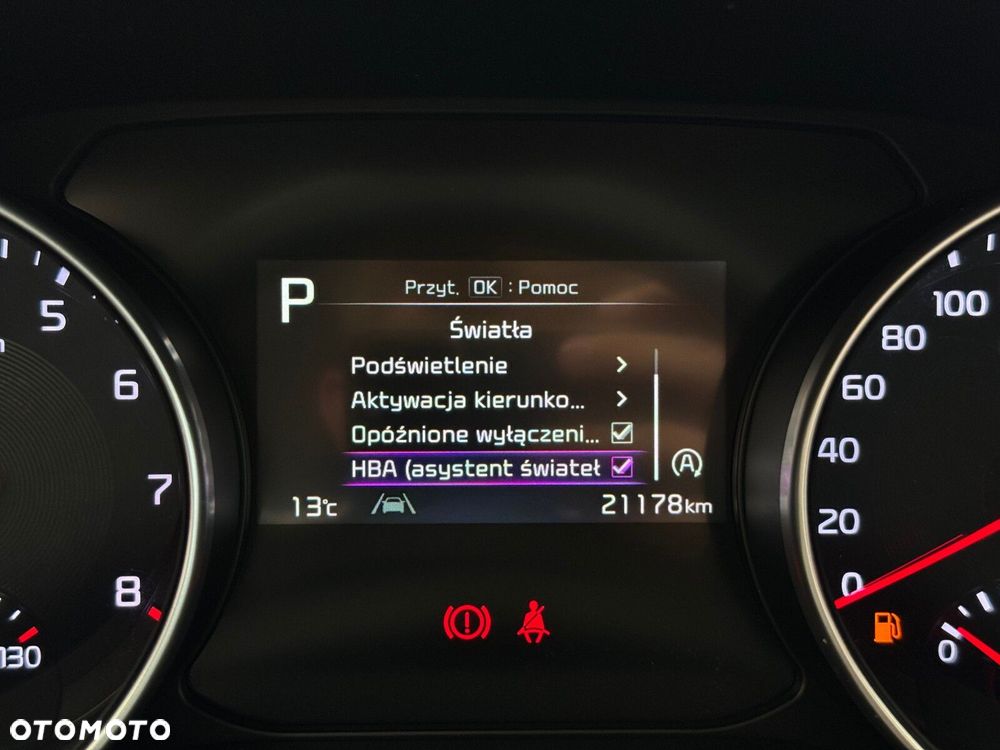 P
Przyt. OK : Pomoc
Światła
Podświetlenie >
Aktywacja kierunko... >
Opóźnione wyłączeni...
HBA (asystent świateł
(A)
13°C
21178km
5
6
7
8
130
100
80
60
40
20
0
0
OTOMOTO